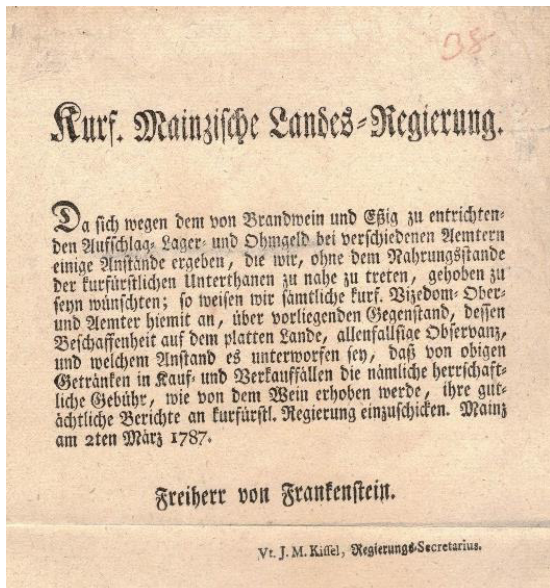 38
Kurf. Mainzische Landes-Regierung.
Da sich wegen dem von Brandwein und Eßig zu entrichten-
den Aufschlag- Lager- und Ohmgeld bei verschiedenen Aemtern
einige Anstände ergeben, die wir, ohne dem Nahrungsstande
der kurfürstlichen Unterthanen zu nahe zu treten, gehoben zu
seyn wünschten; so weisen wir sämtliche kurf. Vizedom- Ober-
und Aemter hiemit an, über vorliegenden Gegenstand, dessen
Beschaffenheit auf dem platten Lande, allenfallsige Observanz,
und welchem Anstand es unterworfen sey, daß von obigen
Getränken in Kauf- und Verkauffällen die nämliche herrschaft-
liche Gebühr, wie von dem Wein erhoben werde, ihre gut-
ächtliche Berichte an kurfürstl. Regierung einzuschicken. Mainz
am 2ten März 1787.
Freiherr von Frankenstein.
Vt. J. M. Kissel, Regierungs-Secretarius.